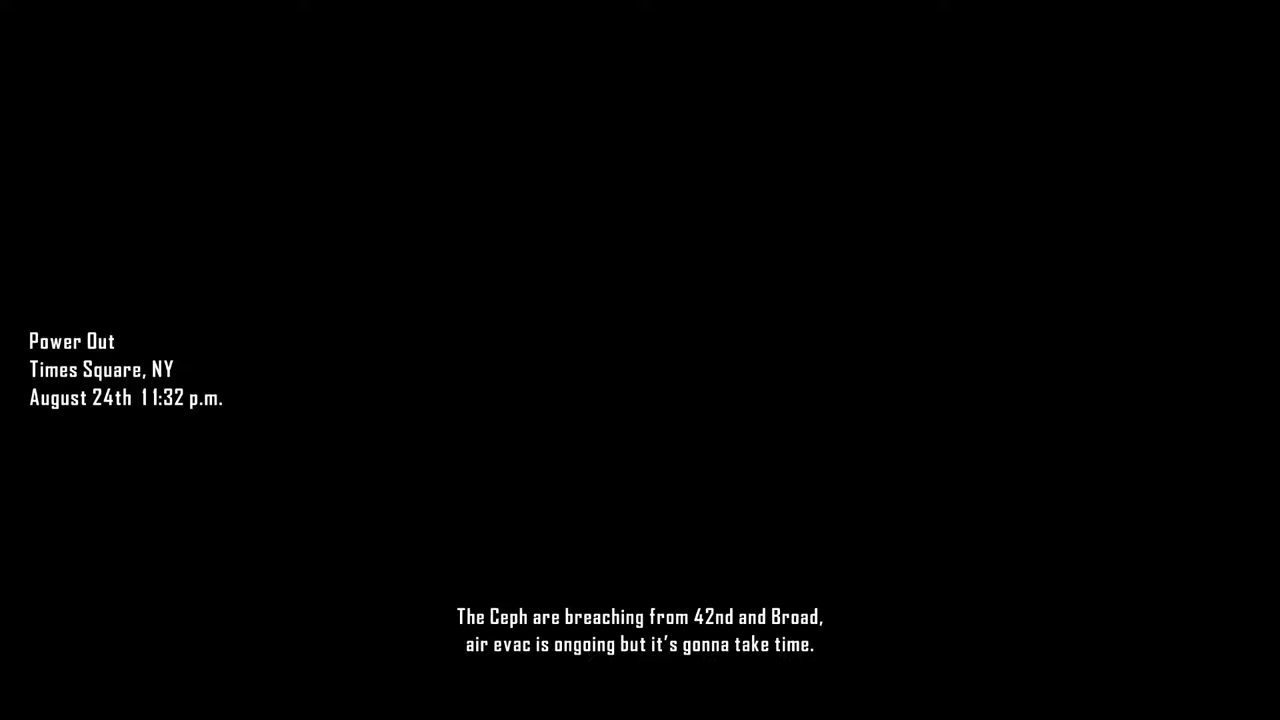 Power Out
Times Square, NY
August 24th 11:32 p.m.
The Ceph are breaching from 42nd and Broad,
air evac is ongoing but it's gonna take time.